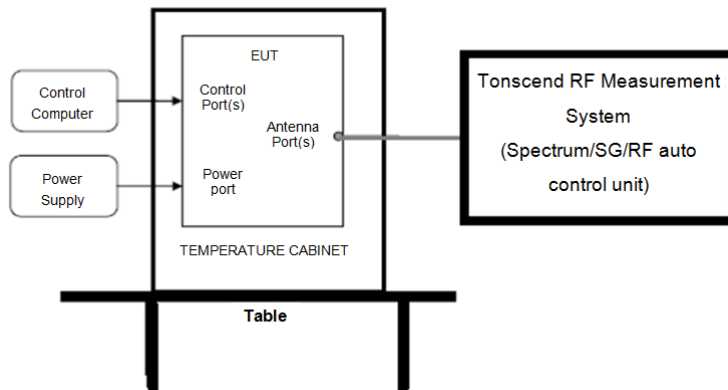 EUT
Control
Computer
Control
Port(s)
Antenna
Port(s)
Power
Supply
Power
port
TEMPERATURE CABINET
Table
Tonscend RF Measurement
System
(Spectrum/SG/RF auto
control unit)